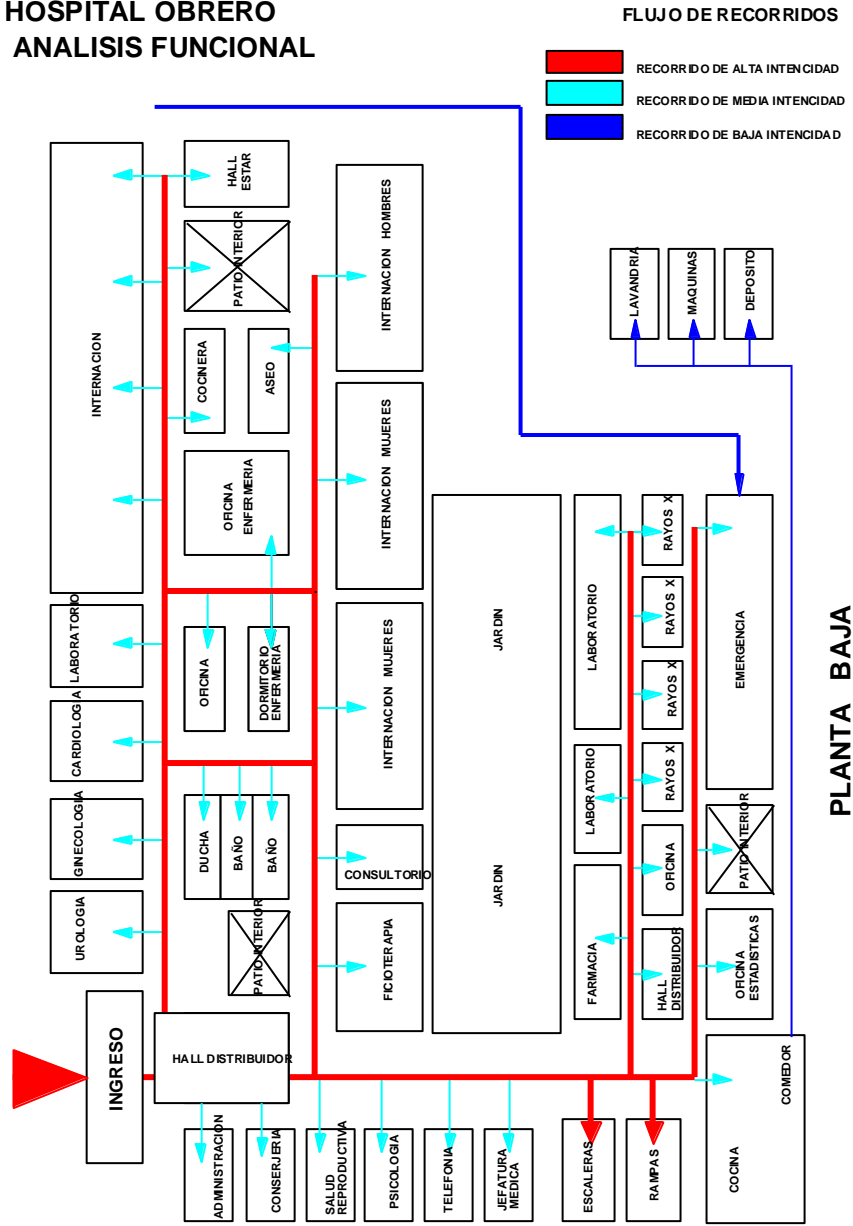 HOSPITAL OBRERO
ANALISIS FUNCIONAL
FLUJO DE RECORRIDOS
RECORRIDO DE ALTA INTENCIDAD
RECORRIDO DE MEDIA INTENCIDAD
RECORRIDO DE BAJA INTENCIDAD
INTERNACION
HALL
ESTAR
PATIO INTERIOR
INTERNACION HOMBRES
COCINERA
ASEO
OFICINA
ENFERMERIA
INTERNACION MUJERES
LAVANDRIA
MAQUINAS
DEPOSITO
LABORATORIO
OFICINA
DORMITORIO
ENFERMERIA
INTERNACION MUJERES
JARDIN
LABORATORIO
RAYOS X
RAYOS X
RAYOS X
RAYOS X
EMERGENCIA
CARDIOLOGIA
GINECOLOGIA
DUCHA
BAÑO
BAÑO
CONSULTORIO
JARDIN
LABORATORIO
OFICINA
PATIO INTERIOR
UROLOGIA
PATIO INTERIOR
FICIOTERAPIA
FARMACIA
HALL
DISTRIBUIDOR
OFICINA
ESTADISTICAS
INGRESO
HALL DISTRIBUIDOR
ADMINISTRACION
CONSERJERIA
SALUD
REPRODUCTIVA
PSICOLOGIA
TELEFONIA
JEFATURA
MEDICA
ESCALERAS
RAMPAS
COCINA
COMEDOR
PLANTA BAJA